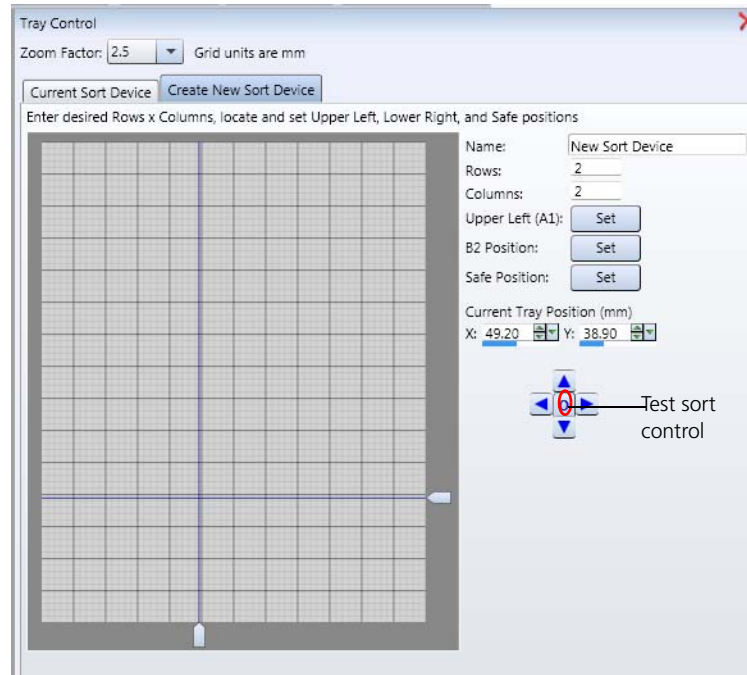 Tray Control
Zoom Factor: 2.5 Grid units are mm
Current Sort Device Create New Sort Device
Enter desired Rows x Columns, locate and set Upper Left, Lower Right, and Safe positions
Name: New Sort Device
Rows: 2
Columns: 2
Upper Left (A1): Set
B2 Position: Set
Safe Position: Set
Current Tray Position (mm)
X: 49.20 Y: 38.90
Test sort
control